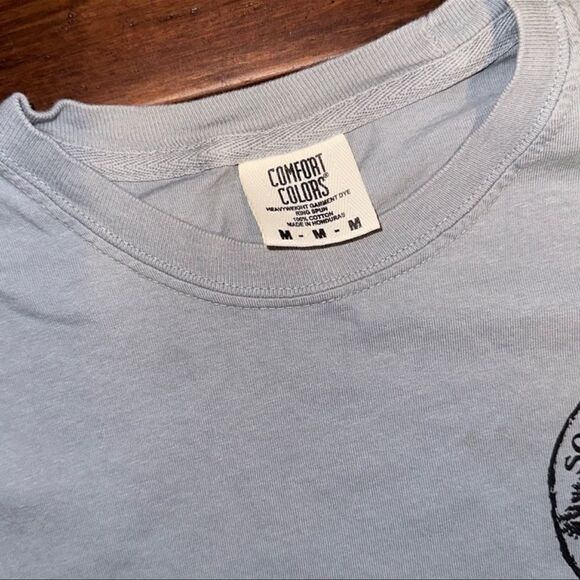 COMFORT
COLORS®
HEAVYWEIGHT GARMENT DYE
RING SPUN
100% COTTON
MADE IN HONDURAS
M - M - M